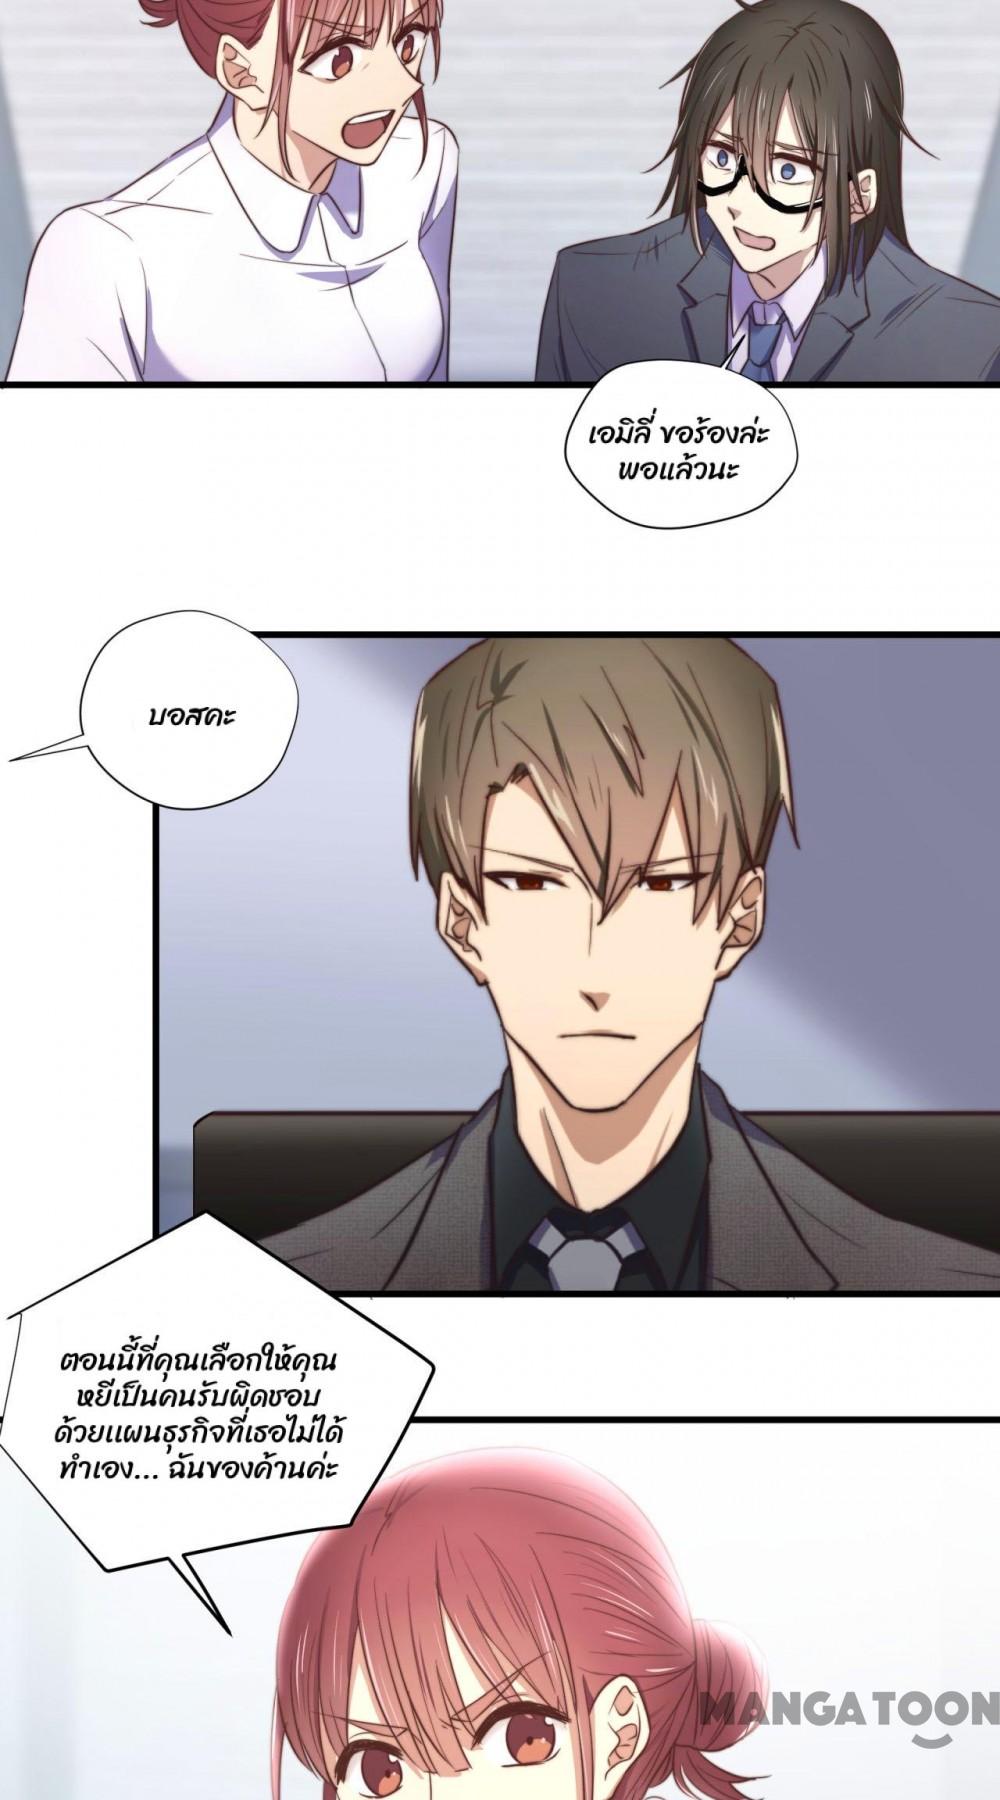 เอมิลี่ ขอร้องล่ะ
พอแล้วนะ
บอสคะ
ตอนนี้ที่คุณเลือกให้คุณ
หยีเป็นคนรับผิดชอบ
ด้วยแผนธุรกิจที่เธอไม่ได้
ทำเอง... ฉันของค้านค่ะ
MANGATOON